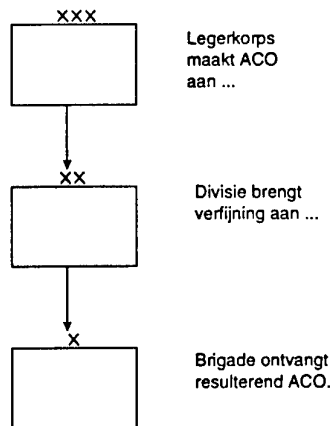 XXX
Legerkorps
maakt ACO
aan ...
XX
Divisie brengt
verfijning aan ...
X
Brigade ontvangt
resulterend ACO.